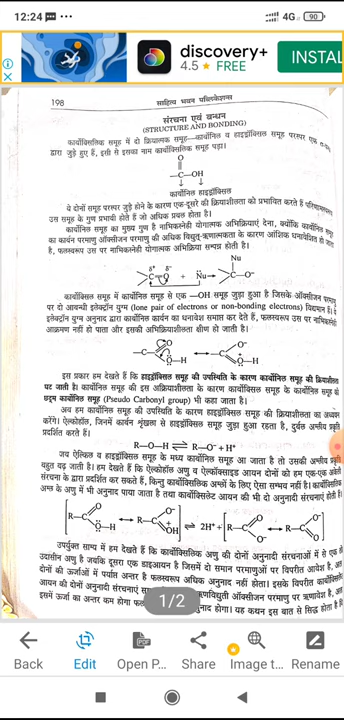 12:24 •••
4G 90
discovery+
4.5 ★ FREE
INSTAL
198
साहित्य भवन पब्लिकेशन्स
संरचना एवं बन्धन
(STRUCTURE AND BONDING)
कार्बोक्सिलिक समूह में दो क्रियात्मक समूह—कार्बोनिल व हाइड्रॉक्सिल समूह परस्पर एक
द्वारा जुड़े हुए हैं, इसी से इसका नाम कार्बोक्सिलिक समूह पड़ा।
O
—C—OH
कार्बोनिल हाइड्रॉक्सिल
ये दोनों समूह परस्पर जुड़े होने के कारण एक-दूसरे की क्रियाशीलता को प्रभावित करते हैं
उस समूह के गुण प्रभावी होते हैं जो अधिक प्रबल होता है।
कार्बोनिल समूह का मुख्य गुण है नाभिकस्नेही योगात्मक अभिक्रियाएं देना, क्योंकि कार्बोनिल समूह
का कार्बन परमाणु ऑक्सीजन परमाणु की अधिक विद्युत्-ऋणात्मकता के कारण आंशिक धनावेशित हो जाता
है, फलस्वरूप उस पर नाभिकस्नेही योगात्मक अभिक्रिया सम्पन्न होती है।
Nu
δ+ δ−
C=O + Nu− → C—O−
कार्बोक्सिलिक समूह में कार्बोनिल समूह से एक —OH समूह जुड़ा हुआ है जिसके ऑक्सीजन परमाणु
पर दो आबन्धी इलेक्ट्रॉन युग्म (lone pair of electrons or non-bonding electrons) विद्यमान हैं।
इलेक्ट्रॉन युग्म अनुनाद द्वारा कार्बोनिल कार्बन का धनावेश समाप्त कर देते हैं, फलस्वरूप उस पर नाभिकस्नेही
आक्रमण नहीं हो पाता और इसकी अभिक्रियाशीलता क्षीण हो जाती है।
—C O O—H ↔ —C O− O—H
इस प्रकार हम देखते हैं कि हाइड्रॉक्सिल समूह की उपस्थिति के कारण कार्बोनिल समूह की क्रियाशीलता
घट जाती है। कार्बोनिल समूह की इस अक्रियाशीलता के कारण कार्बोक्सिलिक समूह के कार्बोनिल समूह को
छद्म कार्बोनिल समूह (Pseudo Carbonyl group) भी कहा जाता है।
अब हम कार्बोनिल समूह की उपस्थिति के कारण हाइड्रॉक्सिल समूह की क्रियाशीलता का अध्ययन
करेंगे। ऐल्कोहॉल, जिनमें कार्बन शृंखला से हाइड्रॉक्सिल समूह जुड़ा हुआ रहता है, दुर्बल अम्लीय प्रकृति
प्रदर्शित करते हैं।
R—O—H ⇌ R—O− + H+
जब ऐल्किल व हाइड्रॉक्सिल समूह के मध्य कार्बोनिल समूह आ जाता है तो उसकी अम्लीय प्रकृति
बहुत बढ़ जाती है। हम देखते हैं कि ऐल्कोहॉल अणु व ऐल्कॉक्साइड आयन दोनों को हम एक-एक अकेली
संरचना के द्वारा प्रदर्शित कर सकते हैं, किन्तु कार्बोक्सिलिक अम्लों के लिए ऐसा सम्भव नहीं है। कार्बोक्सिलिक
अम्ल के अणु में भी अनुनाद पाया जाता है तथा कार्बोक्सिलेट आयन की भी दो अनुनादी संरचनाएं होती हैं
[R—C O O—H ↔ R—C O− +OH] ⇌ 2H+ + [R—C O O− ↔ R—C O− O]
उपर्युक्त साम्य में हम देखते हैं कि कार्बोक्सिलिक अणु की दोनों अनुनादी संरचनाओं में से एक तो
उदासीन अणु है जबकि दूसरा एक द्विआयन है जिसमें दो समान परमाणुओं पर विपरीत आवेश है, अतः
दोनों की ऊर्जाओं में पर्याप्त अन्तर है फलस्वरूप अधिक अनुनाद नहीं होता। इसके विपरीत कार्बोक्सिलेट
आयन की दोनों अनुनादी संरचनाएं ऋणविद्युती ऑक्सीजन परमाणु पर ऋणावेश है, अतः
इसमें ऊर्जा का अन्तर कम होगा नुनाद होगा। यह कथन इस बात से सिद्ध होता है
1/2
Back
Edit
Open P...
Share
Image t...
Rename